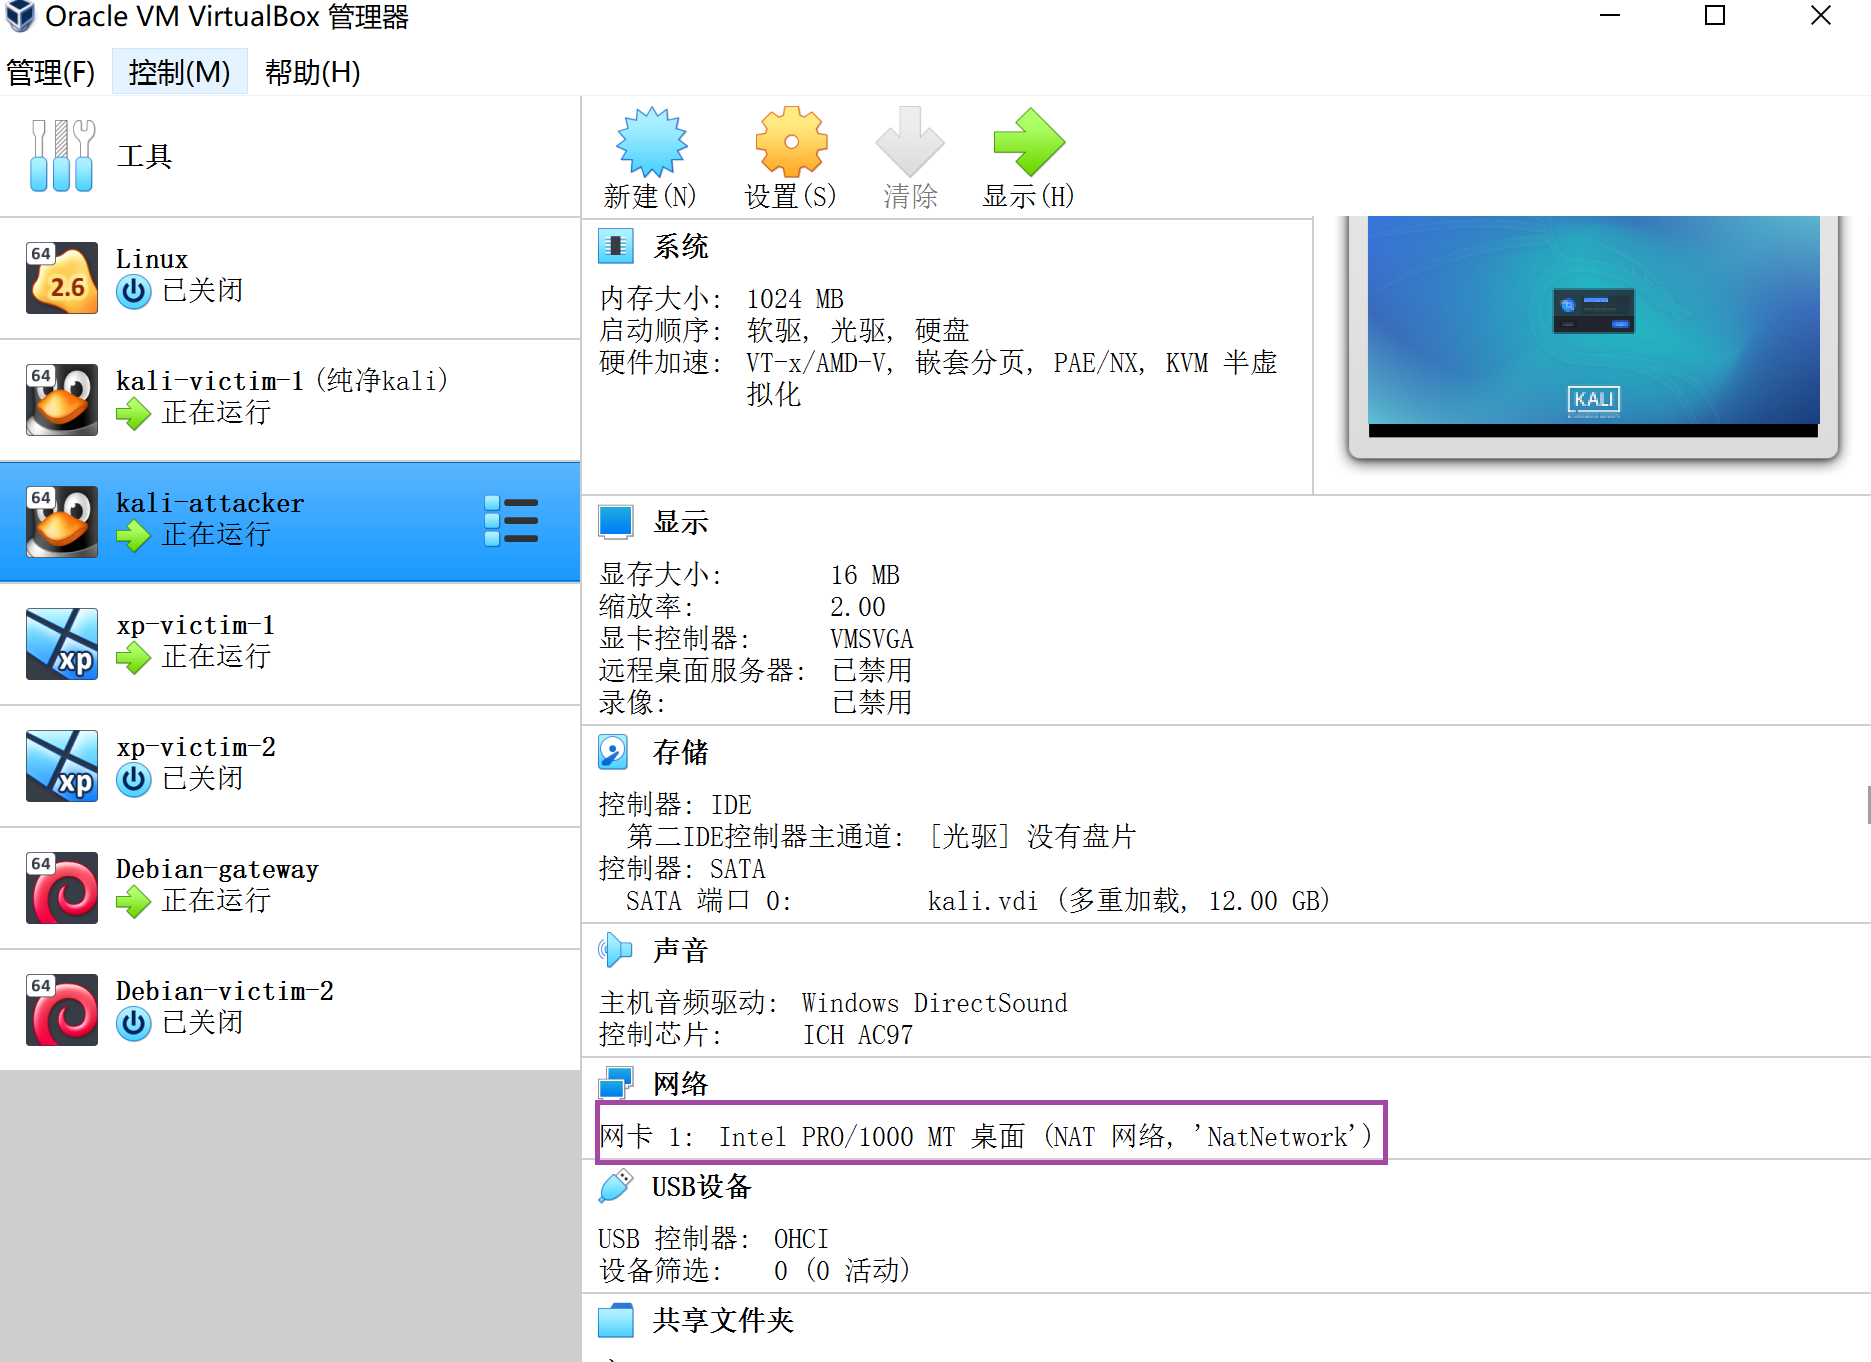 Oracle VM VirtualBox 管理器
管理(F) 控制(M) 帮助(H)
工具
新建(N) 设置(S) 清除 显示(H)
64
2.6
Linux
已关闭
64
kali-victim-1 (纯净kali)
正在运行
64
kali-attacker
正在运行
xp
xp-victim-1
正在运行
xp
xp-victim-2
已关闭
64
Debian-gateway
正在运行
64
Debian-victim-2
已关闭
系统
内存大小: 1024 MB
启动顺序: 软驱, 光驱, 硬盘
硬件加速: VT-x/AMD-V, 嵌套分页, PAE/NX, KVM 半虚
拟化
KALI
显示
显存大小: 16 MB
缩放率: 2.00
显卡控制器: VMSVGA
远程桌面服务器: 已禁用
录像: 已禁用
存储
控制器: IDE
第二IDE控制器主通道: [光驱] 没有盘片
控制器: SATA
SATA 端口 0: kali.vdi (多重加载, 12.00 GB)
声音
主机音频驱动: Windows DirectSound
控制芯片: ICH AC97
网络
网卡 1: Intel PRO/1000 MT 桌面 (NAT 网络, 'NatNetwork')
USB设备
USB 控制器: OHCI
设备筛选: 0 (0 活动)
共享文件夹